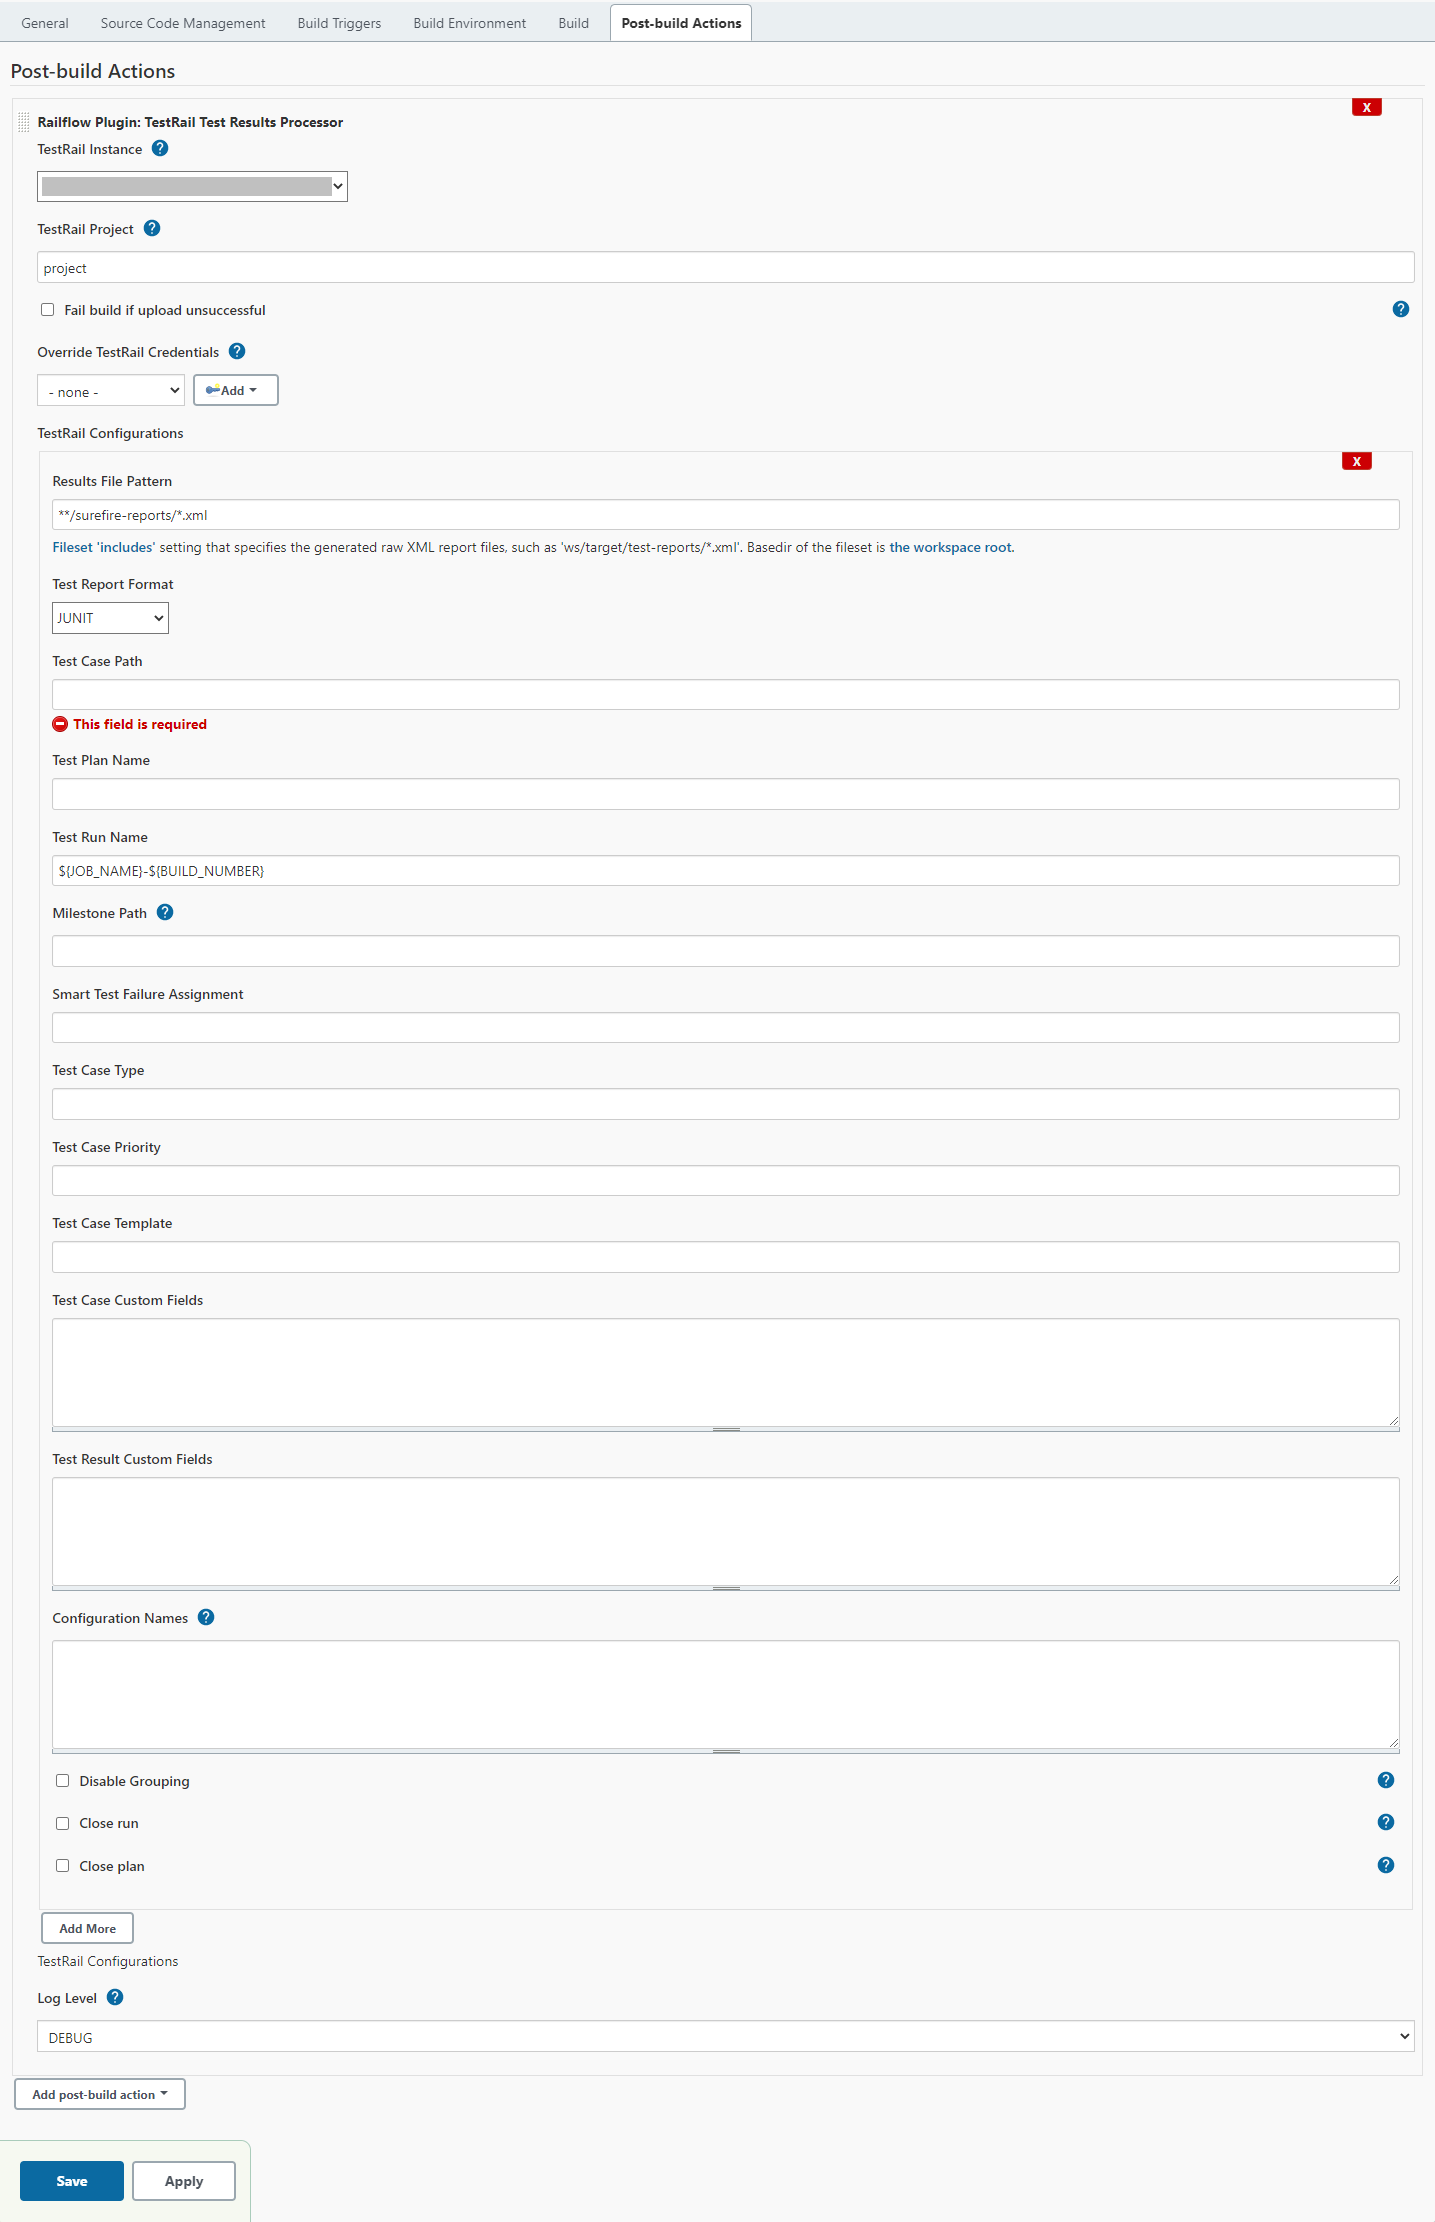 General Source Code Management Build Triggers Build Environment Build Post-build Actions
Post-build Actions
X
Railflow Plugin: TestRail Test Results Processor
TestRail Instance ?
TestRail Project ?
project
Fail build if upload unsuccessful ?
Override TestRail Credentials ?
- none - Add
TestRail Configurations
X
Results File Pattern
**/surefire-reports/*.xml
Fileset 'includes' setting that specifies the generated raw XML report files, such as 'ws/target/test-reports/*.xml'. Basedir of the fileset is the workspace root.
Test Report Format
JUNIT
Test Case Path
This field is required
Test Plan Name
Test Run Name
${JOB_NAME}-${BUILD_NUMBER}
Milestone Path ?
Smart Test Failure Assignment
Test Case Type
Test Case Priority
Test Case Template
Test Case Custom Fields
Test Result Custom Fields
Configuration Names ?
Disable Grouping ?
Close run ?
Close plan ?
Add More
TestRail Configurations
Log Level ?
DEBUG
Add post-build action
Save Apply